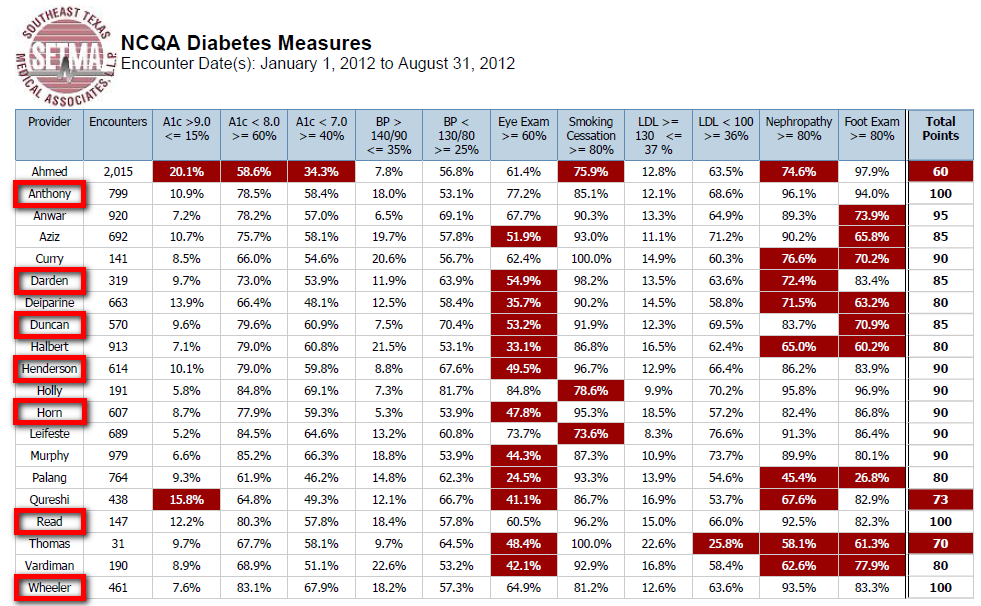 SOUTHEAST TEXAS
SETMA
MEDICAL ASSOCIATES, L.L.P.
NCQA Diabetes Measures
Encounter Date(s): January 1, 2012 to August 31, 2012
Provider Encounters A1c >9.0 <= 15% A1c < 8.0 >= 60% A1c < 7.0 >= 40% BP > 140/90 <= 35% BP < 130/80 >= 25% Eye Exam >= 60% Smoking Cessation >= 80% LDL >= 130 <= 37 % LDL < 100 >= 36% Nephropathy >= 80% Foot Exam >= 80% Total Points
Ahmed 2,015 20.1% 58.6% 34.3% 7.8% 56.8% 61.4% 75.9% 12.8% 63.5% 74.6% 97.9% 60
Anthony 799 10.9% 78.5% 58.4% 18.0% 53.1% 77.2% 85.1% 12.1% 68.6% 96.1% 94.0% 100
Anwar 920 7.2% 78.2% 57.0% 6.5% 69.1% 67.7% 90.3% 13.3% 64.9% 89.3% 73.9% 95
Aziz 692 10.7% 75.7% 58.1% 19.7% 57.8% 51.9% 93.0% 11.1% 71.2% 90.2% 65.8% 85
Curry 141 8.5% 66.0% 54.6% 20.6% 56.7% 62.4% 100.0% 14.9% 60.3% 76.6% 70.2% 90
Darden 319 9.7% 73.0% 53.9% 11.9% 63.9% 54.9% 98.2% 13.5% 63.6% 72.4% 83.4% 85
Deiparine 663 13.9% 66.4% 48.1% 12.5% 58.4% 35.7% 90.2% 14.5% 58.8% 71.5% 63.2% 80
Duncan 570 9.6% 79.6% 60.9% 7.5% 70.4% 53.2% 91.9% 12.3% 69.5% 83.7% 70.9% 85
Halbert 913 7.1% 79.0% 60.8% 21.5% 53.1% 33.1% 86.8% 16.5% 62.4% 65.0% 60.2% 80
Henderson 614 10.1% 79.0% 59.8% 8.8% 67.6% 49.5% 96.7% 12.9% 66.4% 86.2% 83.9% 90
Holly 191 5.8% 84.8% 69.1% 7.3% 81.7% 84.8% 78.6% 9.9% 70.2% 95.8% 96.9% 90
Horn 607 8.7% 77.9% 59.3% 5.3% 53.9% 47.8% 95.3% 18.5% 57.2% 82.4% 86.8% 90
Leifeste 689 5.2% 84.5% 64.6% 13.2% 60.8% 73.7% 73.6% 8.3% 76.6% 91.3% 86.4% 90
Murphy 979 6.6% 85.2% 66.3% 18.8% 53.9% 44.3% 87.3% 10.9% 73.7% 89.9% 80.1% 90
Palang 764 9.3% 61.9% 46.2% 14.8% 62.3% 24.5% 93.3% 13.9% 54.6% 45.4% 26.8% 80
Qureshi 438 15.8% 64.8% 49.3% 12.1% 66.7% 41.1% 86.7% 16.9% 53.7% 67.6% 82.9% 73
Read 147 12.2% 80.3% 57.8% 18.4% 57.8% 60.5% 96.2% 15.0% 66.0% 92.5% 82.3% 100
Thomas 31 9.7% 67.7% 58.1% 9.7% 64.5% 48.4% 100.0% 22.6% 25.8% 58.1% 61.3% 70
Vardiman 190 8.9% 68.9% 51.1% 22.6% 53.2% 42.1% 92.9% 16.8% 58.4% 62.6% 77.9% 80
Wheeler 461 7.6% 83.1% 67.9% 18.2% 57.3% 64.9% 81.2% 12.6% 63.6% 93.5% 83.3% 100